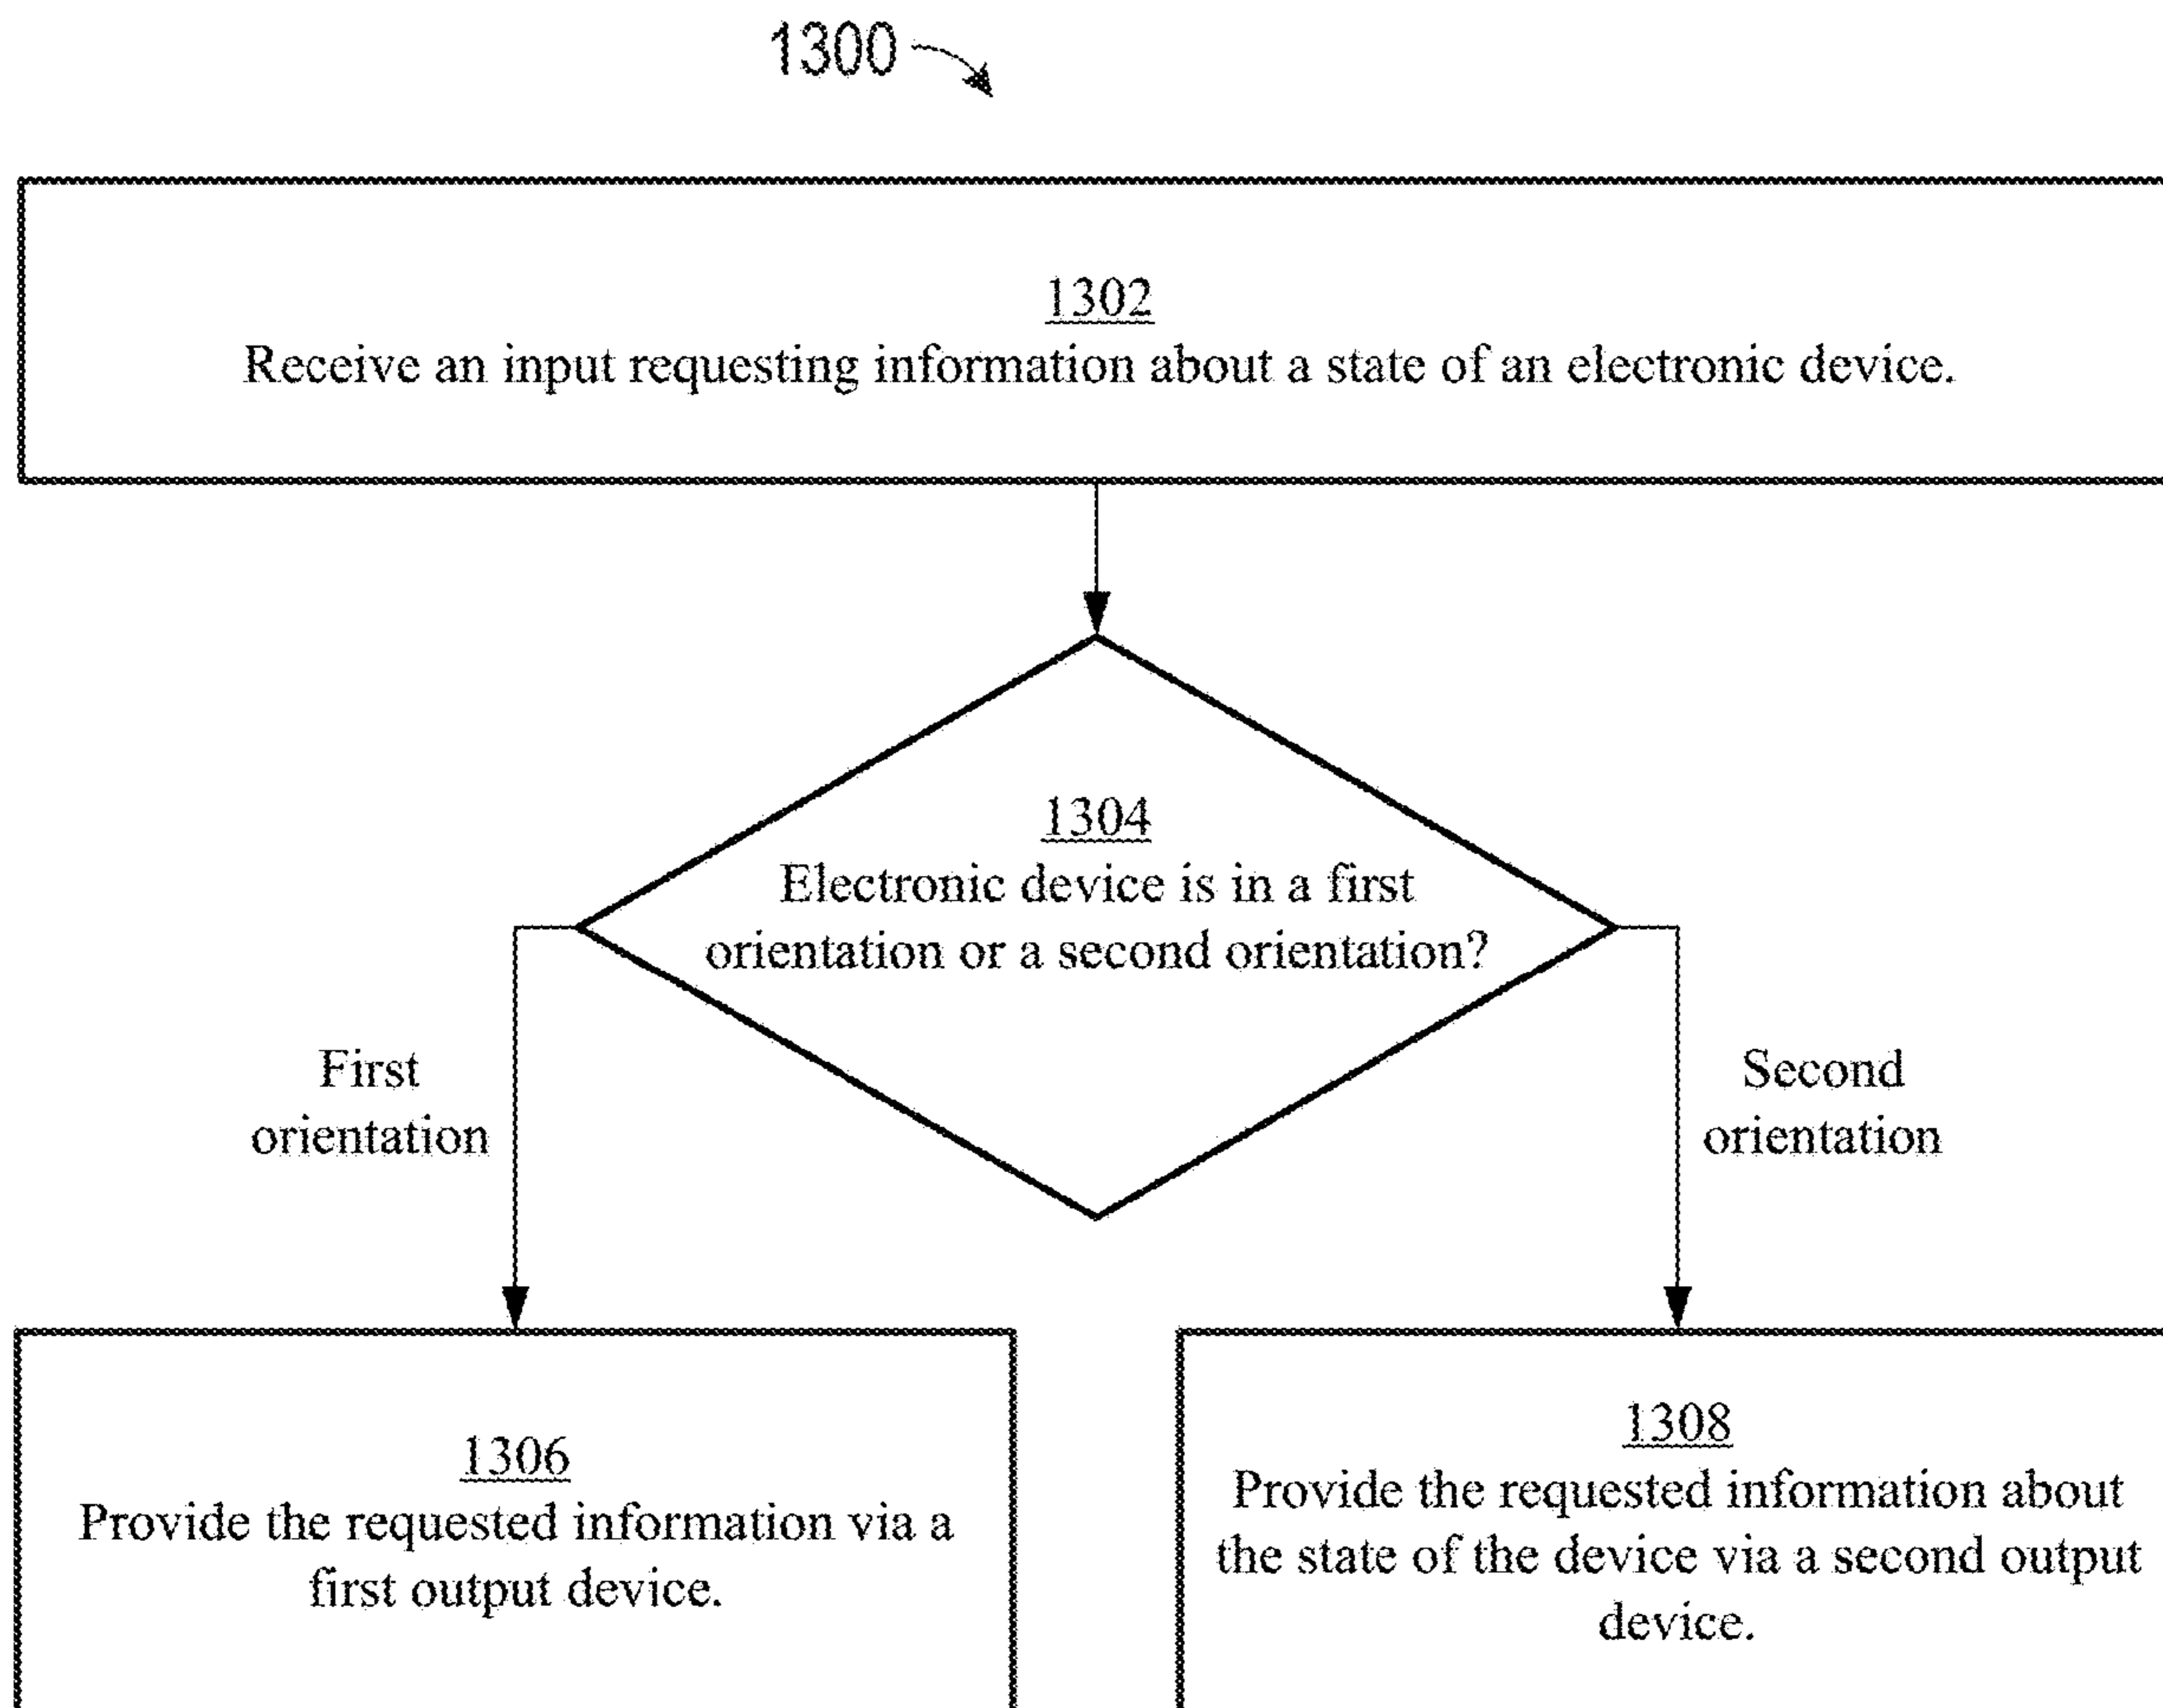 1300
1302
Receive an input requesting information about a state of an electronic device.
1304
Electronic device is in a first
orientation or a second orientation?
First
orientation
Second
orientation
1306
Provide the requested information via a
first output device.
1308
Provide the requested information about
the state of the device via a second output
device.